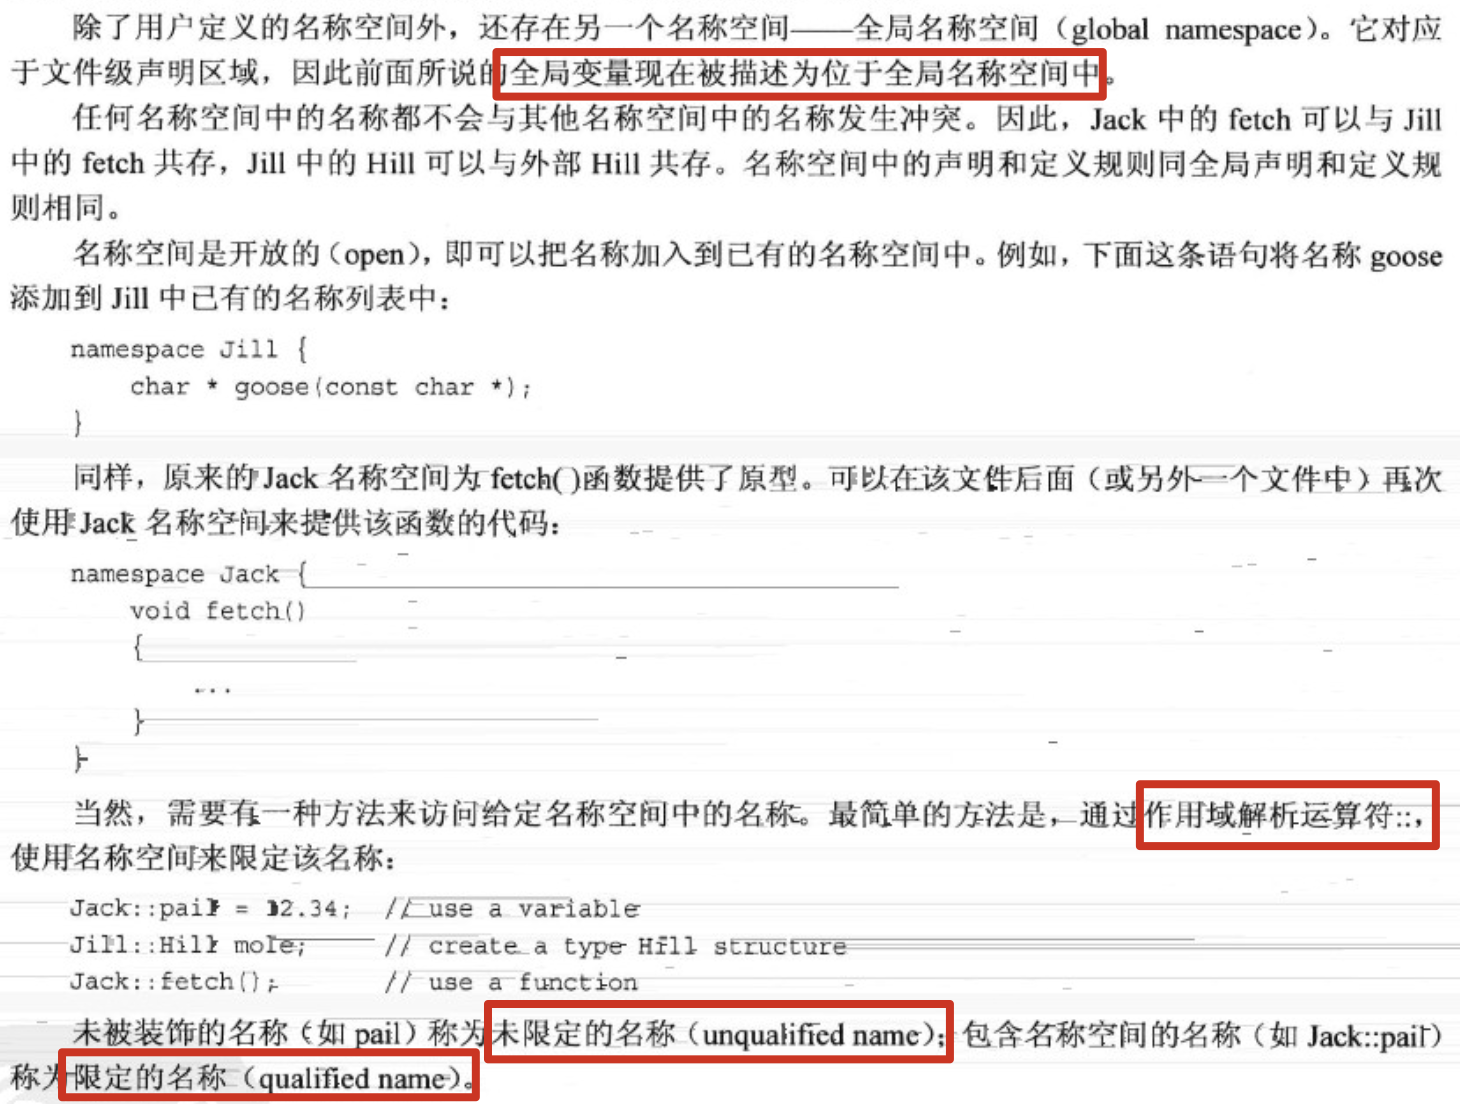 除了用户定义的名称空间外，还存在另一个名称空间——全局名称空间（global namespace）。它对应
于文件级声明区域，因此前面所说的全局变量现在被描述为位于全局名称空间中。
任何名称空间中的名称都不会与其他名称空间中的名称发生冲突。因此，Jack 中的 fetch 可以与 Jill
中的 fetch 共存，Jill 中的 Hill 可以与外部 Hill 共存。名称空间中的声明和定义规则同全局声明和定义规
则相同。
名称空间是开放的（open），即可以把名称加入到已有的名称空间中。例如，下面这条语句将名称 goose
添加到 Jill 中已有的名称列表中：
namespace Jill {
char * goose(const char *);
}
同样，原来的 Jack 名称空间为 fetch( )函数提供了原型。可以在该文件后面（或另外一个文件中）再次
使用 Jack 名称空间来提供该函数的代码：
namespace Jack {
void fetch()
{
...
}
}
当然，需要有一种方法来访问给定名称空间中的名称。最简单的方法是，通过作用域解析运算符::，
使用名称空间来限定该名称：
Jack::pail = 12.34; // use a variable
Jill::Hill mole; // create a type Hill structure
Jack::fetch(); // use a function
未被装饰的名称（如 pail）称为未限定的名称（unqualified name）；包含名称空间的名称（如 Jack::pail）
称为限定的名称（qualified name）。